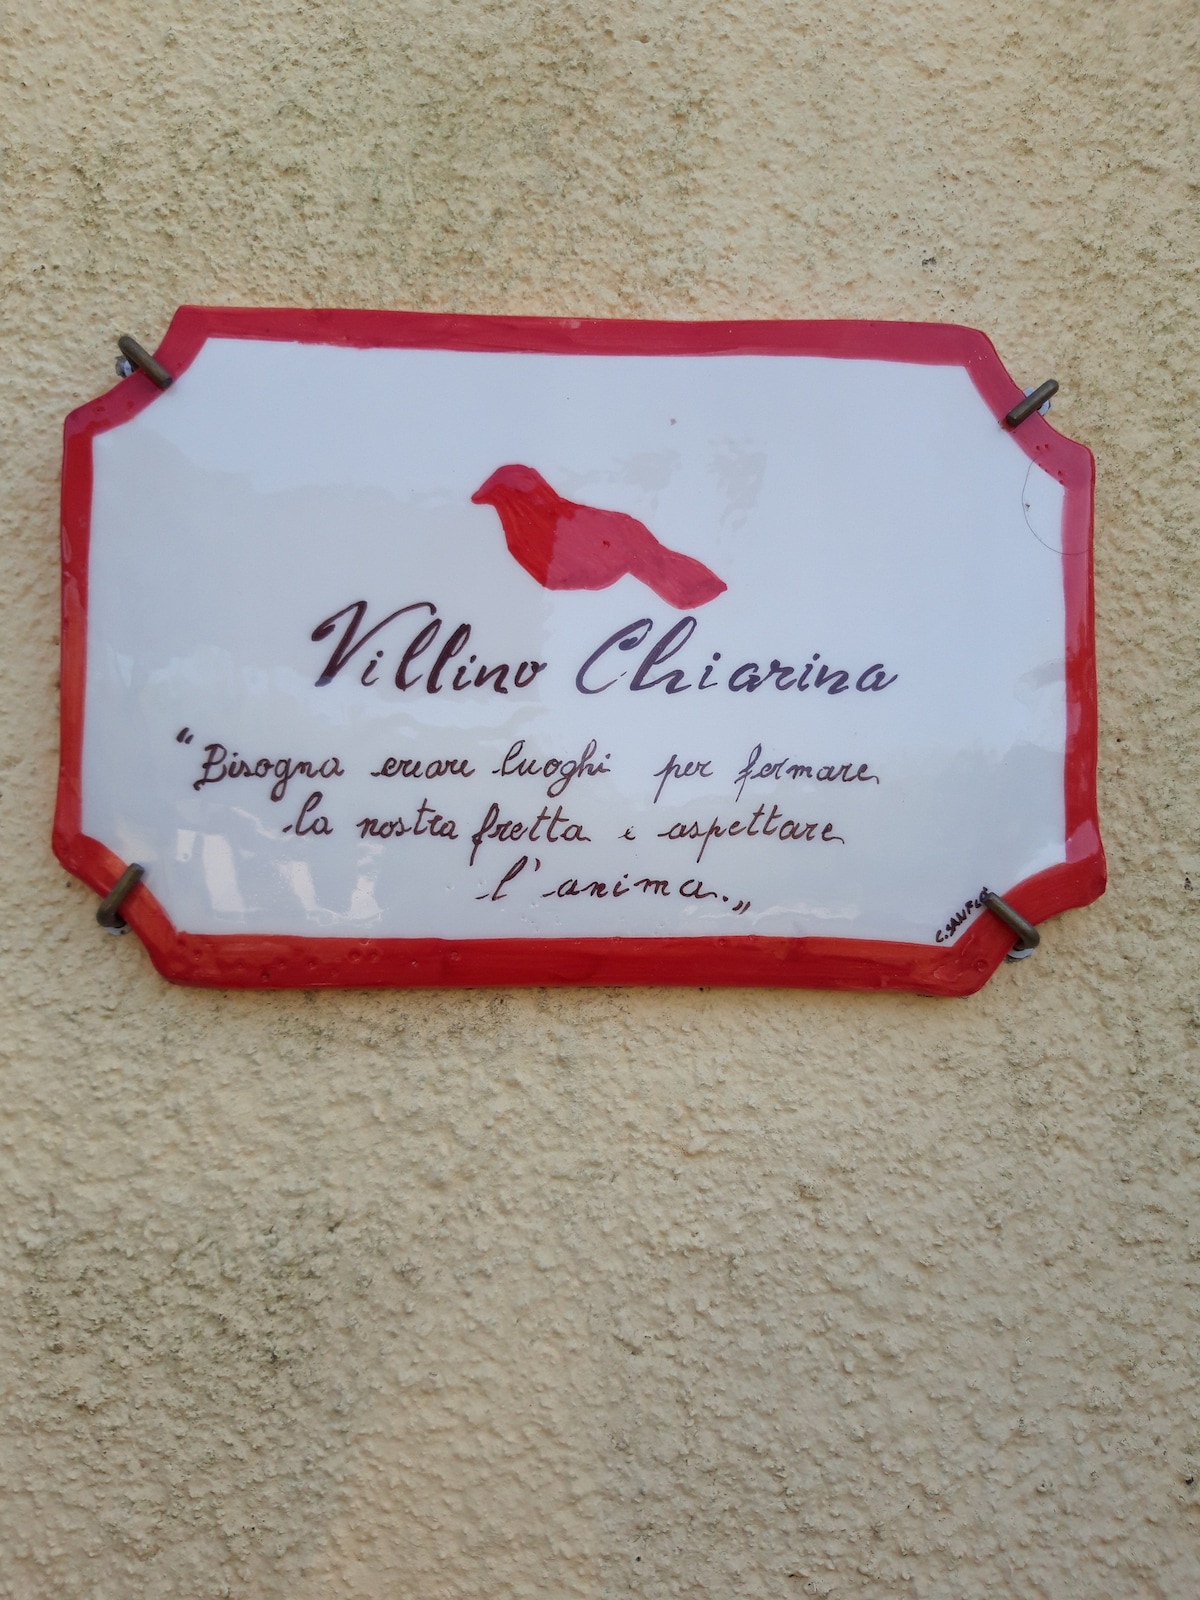 Villino Chiarina
"Bisogna creare luoghi per fermare
la nostra fretta e aspettare
l'anima.„